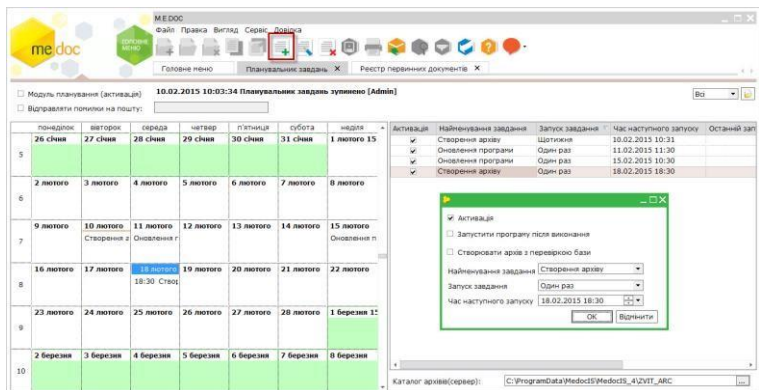 M.E.DOC
Файл Правка Вигляд Сервіс Довідка
me doc
ГОЛОВНЕ МЕНЮ
Головне меню Планувальник завдань X Реєстр первинних документів X
Модуль планування (активація) 10.02.2015 10:03:34 Планувальник завдань зупинено [Admin] Всі
Відправляти помилки на пошту:
понеділок вівторок середа четвер п'ятниця субота неділя
26 січня 27 січня 28 січня 29 січня 30 січня 31 січня 1 лютого 15
5
2 лютого 3 лютого 4 лютого 5 лютого 6 лютого 7 лютого 8 лютого
6
9 лютого 10 лютого 11 лютого 12 лютого 13 лютого 14 лютого 15 лютого
7 Створення а Оновлення г Оновлення п
16 лютого 17 лютого 18 лютого 19 лютого 20 лютого 21 лютого 22 лютого
8 18:30 Створ
23 лютого 24 лютого 25 лютого 26 лютого 27 лютого 28 лютого 1 березня 15
9
2 березня 3 березня 4 березня 5 березня 6 березня 7 березня 8 березня
10
Активація Найменування завдання Запуск завдання Час наступного запуску Останній зап
Створення архіву Щотижня 10.02.2015 10:31
Оновлення програми Один раз 11.02.2015 11:30
Оновлення програми Один раз 15.02.2015 10:30
Створення архіву Один раз 18.02.2015 18:30
Активація
Запустити програму після виконання
Створювати архів з перевіркою бази
Найменування завдання Створення архіву
Запуск завдання Один раз
Час наступного запуску 18.02.2015 18:30
OK Відмінити
Каталог архівів(сервер): C:\ProgramData\MedocIS\MedocIS_4\ZVIT_ARC ...